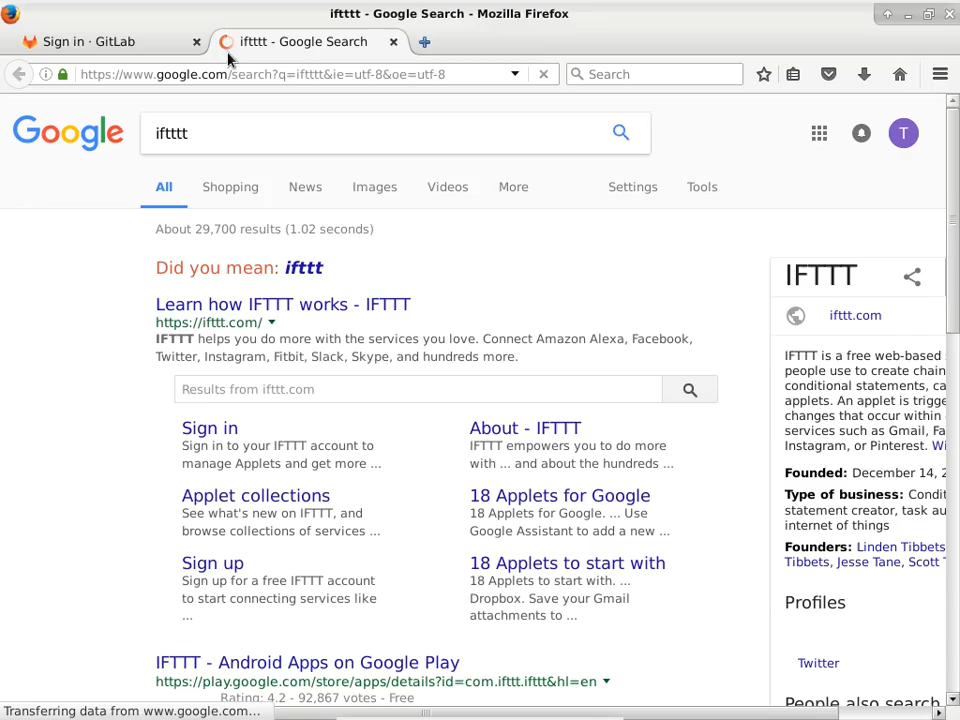 iftttt - Google Search - Mozilla Firefox
Sign in · GitLab
iftttt - Google Search
https://www.google.com/search?q=iftttt&ie=utf-8&oe=utf-8
Search
Google
iftttt
T
All
Shopping
News
Images
Videos
More
Settings
Tools
About 29,700 results (1.02 seconds)
Did you mean: ifttt
Learn how IFTTT works - IFTTT
https://ifttt.com/
IFTTT helps you do more with the services you love. Connect Amazon Alexa, Facebook,
Twitter, Instagram, Fitbit, Slack, Skype, and hundreds more.
Results from ifttt.com
Sign in
Sign in to your IFTTT account to
manage Applets and get more ...
About - IFTTT
IFTTT empowers you to do more
with ... and about the hundreds ...
Applet collections
See what's new on IFTTT, and
browse collections of services ...
18 Applets for Google
18 Applets for Google. ... Use
Google Assistant to add a new ...
Sign up
Sign up for a free IFTTT account
to start connecting services like
...
18 Applets to start with
18 Applets to start with. ...
Dropbox. Save your Gmail
attachments to ...
IFTTT - Android Apps on Google Play
https://play.google.com/store/apps/details?id=com.ifttt.ifttt&hl=en
Rating: 4.2 - 92,867 votes - Free
IFTTT
ifttt.com
IFTTT is a free web-based
people use to create chain
conditional statements, ca
applets. An applet is trigge
changes that occur within
services such as Gmail, Fa
Instagram, or Pinterest. Wi
Founded: December 14, 2
Type of business: Condit
statement creator, task au
internet of things
Founders: Linden Tibbets
Tibbets, Jesse Tane, Scott T
Profiles
Twitter
People also search
Transferring data from www.google.com...